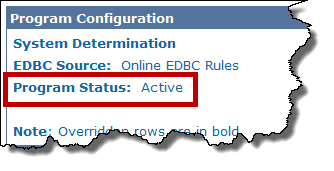 Program Configuration
System Determination
EDBC Source: Online EDBC Rules
Program Status: Active
Note: Overridden rows are in bold